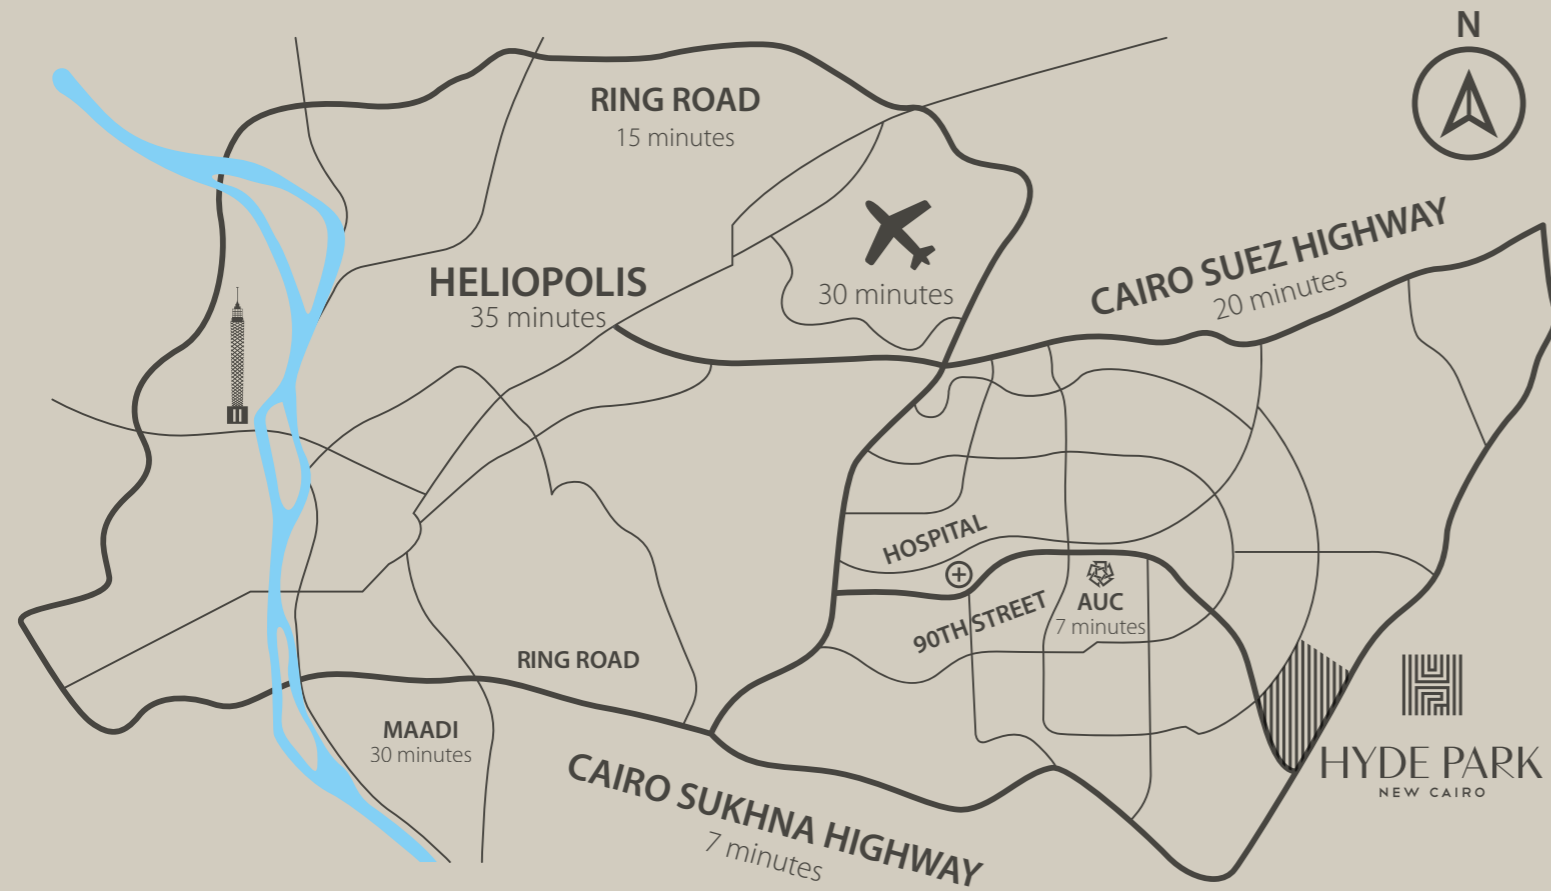 N
RING ROAD
15 minutes
CAIRO SUEZ HIGHWAY
20 minutes
HELIOPOLIS
35 minutes
30 minutes
HOSPITAL
90TH STREET
AUC
7 minutes
RING ROAD
MAADI
30 minutes
HYDE PARK
NEW CAIRO
CAIRO SUKHNA HIGHWAY
7 minutes